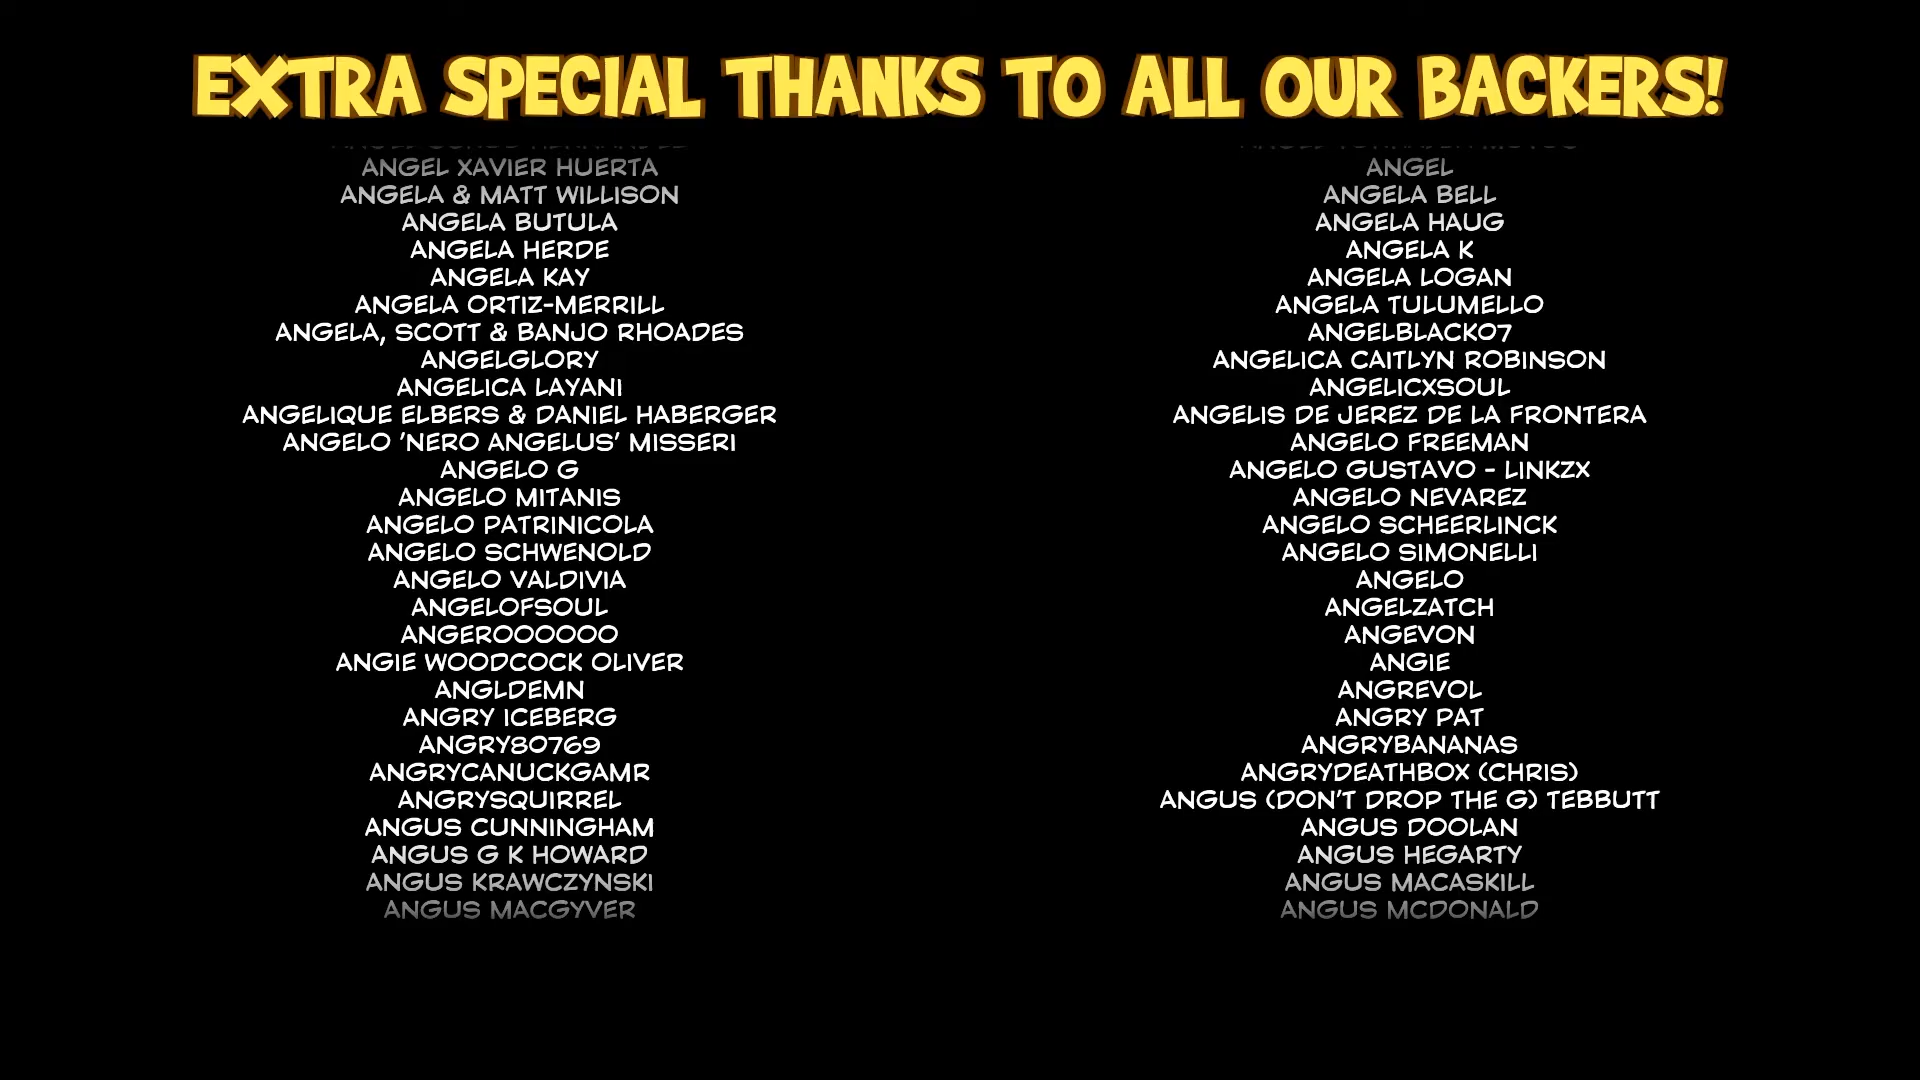 EXTRA SPECIAL THANKS TO ALL OUR BACKERS!
ANGEL XAVIER HUERTA
ANGEL
ANGELA & MATT WILLISON
ANGELA BELL
ANGELA BUTULA
ANGELA HAUG
ANGELA HERDE
ANGELA K
ANGELA KAY
ANGELA LOGAN
ANGELA ORTIZ-MERRILL
ANGELA TULUMELLO
ANGELA, SCOTT & BANJO RHOADES
ANGELBLACK07
ANGELGLORY
ANGELICA CAITLYN ROBINSON
ANGELICA LAYANI
ANGELICXSOUL
ANGELIQUE ELBERS & DANIEL HABERGER
ANGELIS DE JEREZ DE LA FRONTERA
ANGELO 'NERO ANGELUS' MISSERI
ANGELO FREEMAN
ANGELO G
ANGELO GUSTAVO - LINKZX
ANGELO MITANIS
ANGELO NEVAREZ
ANGELO PATRINICOLA
ANGELO SCHEERLINCK
ANGELO SCHWENOLD
ANGELO SIMONELLI
ANGELO VALDIVIA
ANGELO
ANGELOFSOUL
ANGELZATCH
ANGEROOOOOO
ANGEVON
ANGIE WOODCOCK OLIVER
ANGIE
ANGLDEMN
ANGREVOL
ANGRY ICEBERG
ANGRY PAT
ANGRY80769
ANGRYBANANAS
ANGRYCANUCKGAMR
ANGRYDEATHBOX (CHRIS)
ANGRYSQUIRREL
ANGUS (DON'T DROP THE G) TEBBUTT
ANGUS CUNNINGHAM
ANGUS DOOLAN
ANGUS G K HOWARD
ANGUS HEGARTY
ANGUS KRAWCZYNSKI
ANGUS MACASKILL
ANGUS MACGYVER
ANGUS MCDONALD